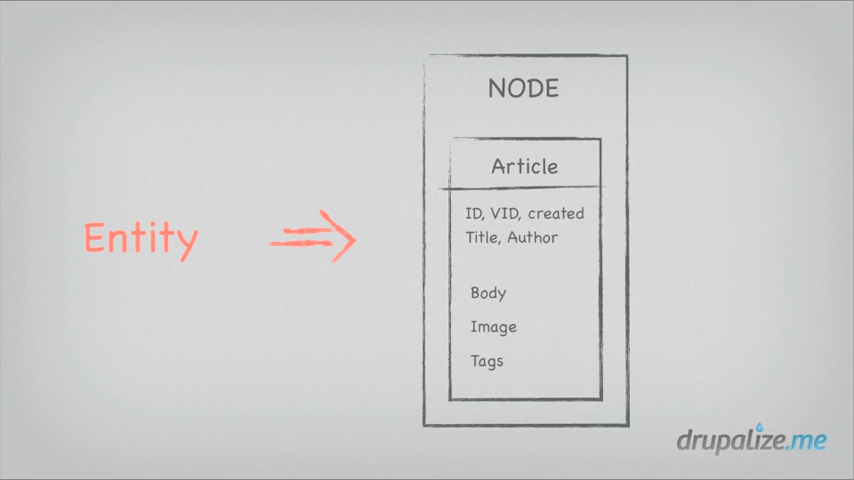 Entity
NODE
Article
ID, VID, created
Title, Author
Body
Image
Tags
drupalize.me